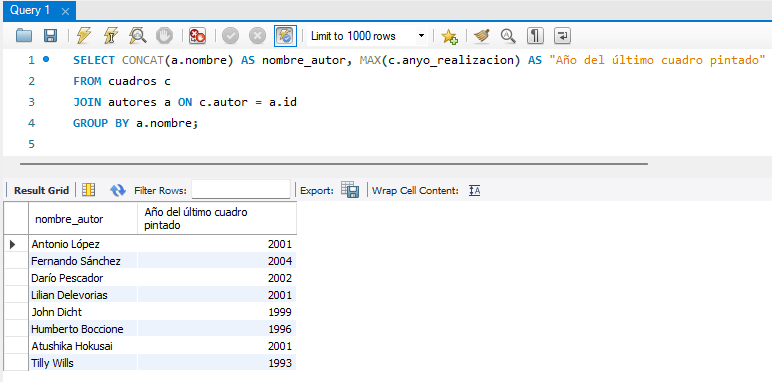 Query 1
Limit to 1000 rows
1 SELECT CONCAT(a.nombre) AS nombre_autor, MAX(c.anyo_realizacion) AS "Año del último cuadro pintado"
2 FROM cuadros c
3 JOIN autores a ON c.autor = a.id
4 GROUP BY a.nombre;
5
Result Grid Filter Rows: Export: Wrap Cell Content:
nombre_autor Año del último cuadro
pintado
Antonio López 2001
Fernando Sánchez 2004
Darío Pescador 2002
Lilian Delevorias 2001
John Dicht 1999
Humberto Boccione 1996
Atushika Hokusai 2001
Tilly Wills 1993